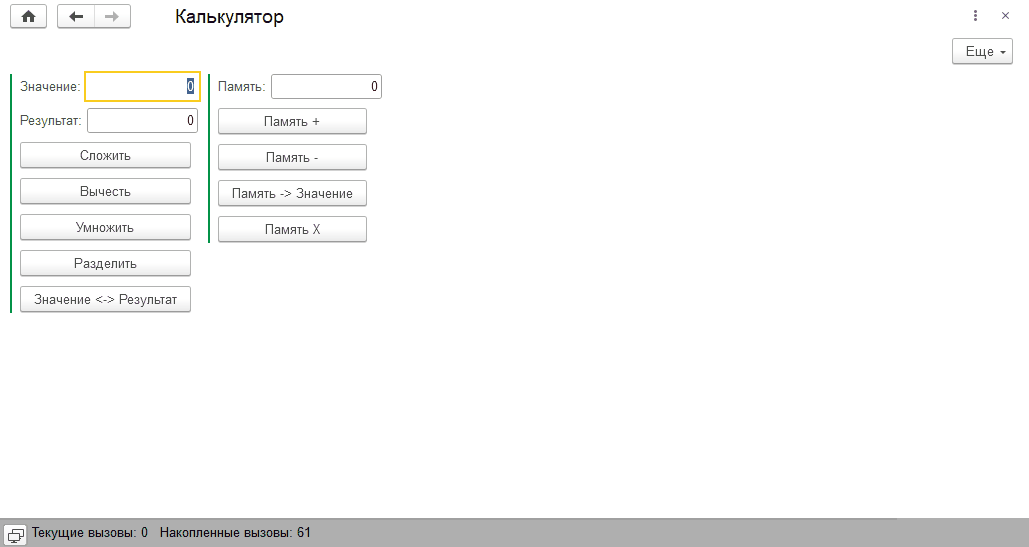 Калькулятор
Еще
Значение: 0
Результат: 0
Сложить
Вычесть
Умножить
Разделить
Значение <-> Результат
Память: 0
Память +
Память -
Память -> Значение
Память X
Текущие вызовы: 0 Накопленные вызовы: 61